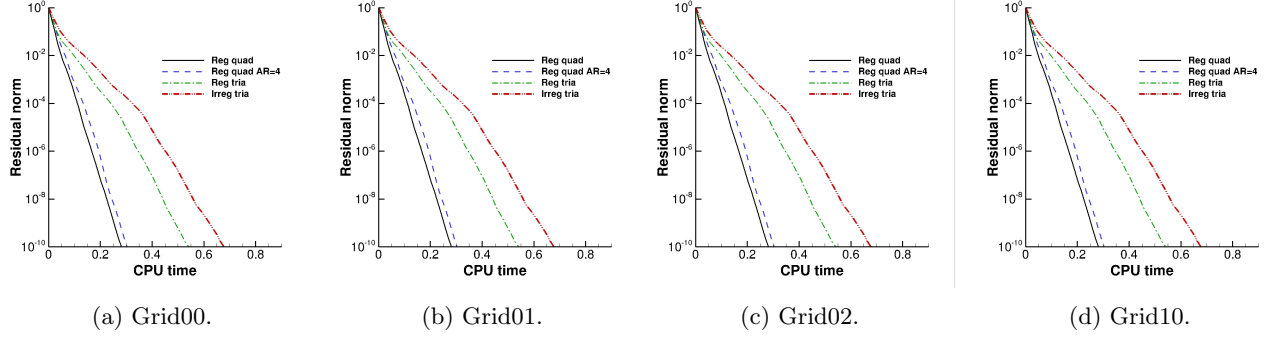 Residual norm
10^0
10^-2
10^-4
10^-6
10^-8
10^-10
0 0.2 0.4 0.6 0.8
CPU time
Reg quad
Reg quad AR=4
Reg tria
Irreg tria
(a) Grid00.
Residual norm
10^0
10^-2
10^-4
10^-6
10^-8
10^-10
0 0.2 0.4 0.6 0.8
CPU time
Reg quad
Reg quad AR=4
Reg tria
Irreg tria
(b) Grid01.
Residual norm
10^0
10^-2
10^-4
10^-6
10^-8
10^-10
0 0.2 0.4 0.6 0.8
CPU time
Reg quad
Reg quad AR=4
Reg tria
Irreg tria
(c) Grid02.
Residual norm
10^0
10^-2
10^-4
10^-6
10^-8
10^-10
0 0.2 0.4 0.6 0.8
CPU time
Reg quad
Reg quad AR=4
Reg tria
Irreg tria
(d) Grid10.